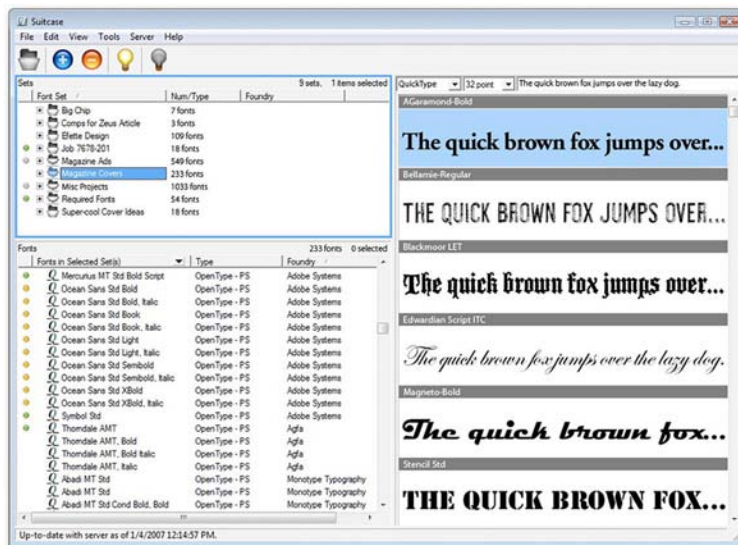 Suitcase
File Edit View Tools Server Help
Sets 9 sets, 1 items selected
Font Set Num/Type Foundry
Big Chip 7 fonts
Comps for Zeus Article 3 fonts
Efette Design 109 fonts
Job 7678-201 18 fonts
Magazine Ads 549 fonts
Magazine Covers 233 fonts
Misc Projects 1033 fonts
Required Fonts 54 fonts
Super-cool Cover Ideas 18 fonts
Fonts 233 fonts 0 selected
Fonts in Selected Set(s) Type Foundry
Mercurius MT Std Bold Script OpenType - PS Adobe Systems
Ocean Sans Std Bold OpenType - PS Adobe Systems
Ocean Sans Std Bold, Italic OpenType - PS Adobe Systems
Ocean Sans Std Book OpenType - PS Adobe Systems
Ocean Sans Std Book, Italic OpenType - PS Adobe Systems
Ocean Sans Std Light OpenType - PS Adobe Systems
Ocean Sans Std Light, Italic OpenType - PS Adobe Systems
Ocean Sans Std Sembold OpenType - PS Adobe Systems
Ocean Sans Std Sembold, Italic OpenType - PS Adobe Systems
Ocean Sans Std XBold OpenType - PS Adobe Systems
Ocean Sans Std XBold, Italic OpenType - PS Adobe Systems
Symbol Std OpenType - PS Adobe Systems
Thorndale AMT OpenType - PS Agfa
Thorndale AMT, Bold OpenType - PS Agfa
Thorndale AMT, Bold Italic OpenType - PS Agfa
Thorndale AMT, Italic OpenType - PS Agfa
Abadi MT Std OpenType - PS Monotype Typography
Abadi MT Std OpenType - PS Monotype Typography
Abadi MT Std Cond Bold, Bold OpenType - PS Monotype Typography
QuickType 32 point The quick brown fox jumps over the lazy dog.
AGaramond-Bold
The quick brown fox jumps over...
Bellamie-Regular
THE QUICK BROWN FOX JUMPS OVER...
Blackmoor LET
The quick brown fox jumps over...
Edwardian Script ITC
The quick brown fox jumps over the lazy dog.
Magneto-Bold
The quick brown fox...
Stencil Std
THE QUICK BROWN FOX...
Up-to-date with server as of 1/4/2007 12:14:57 PM.